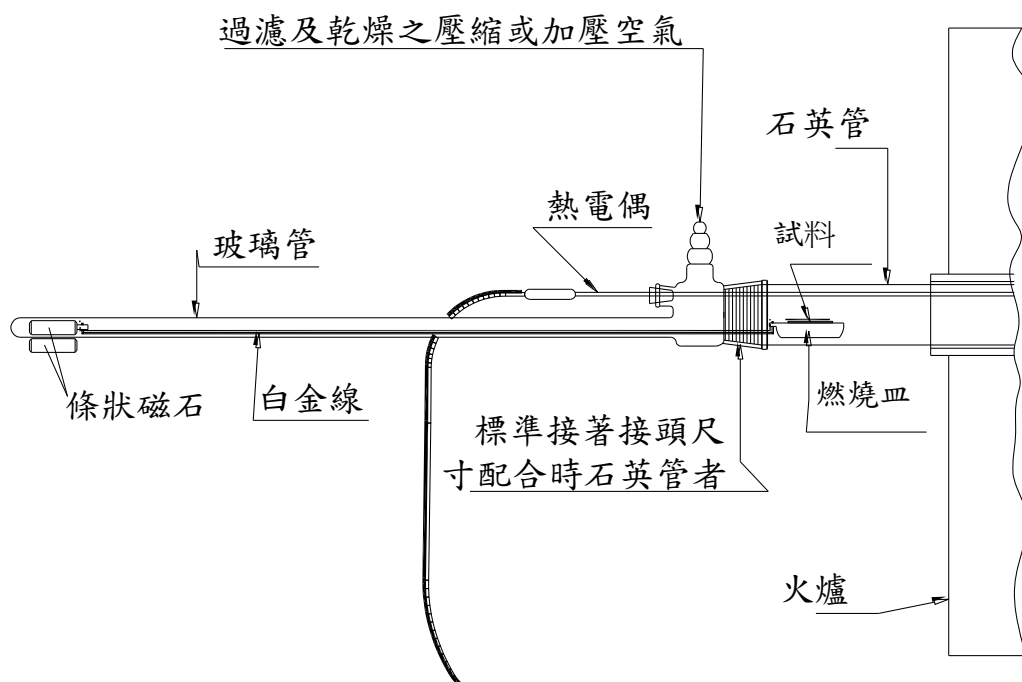 過濾及乾燥之壓縮或加壓空氣
石英管
熱電偶
試料
玻璃管
條狀磁石
白金線
燃燒皿
標準接著接頭尺
寸配合時石英管者
火爐